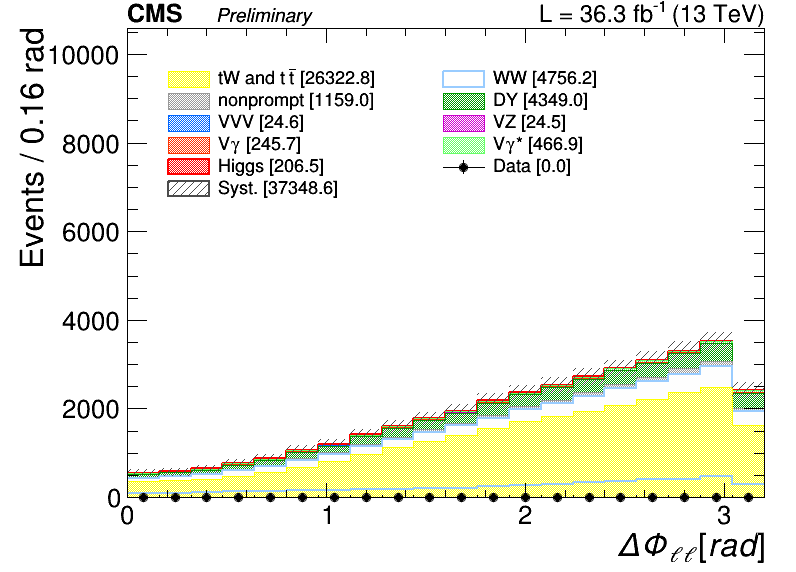 CMS Preliminary L = 36.3 fb⁻¹ (13 TeV)
Events / 0.16 rad
10000
8000
6000
4000
2000
0
tW and tt̄ [26322.8]
nonprompt [1159.0]
VVV [24.6]
Vγ [245.7]
Higgs [206.5]
Syst. [37348.6]
WW [4756.2]
DY [4349.0]
VZ [24.5]
Vγ* [466.9]
Data [0.0]
0 1 2 3
ΔΦℓℓ[rad]